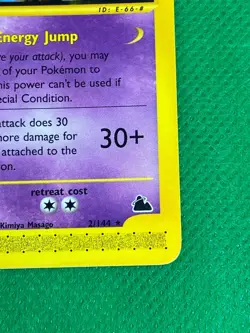 ID: E-66-#
Energy Jump
re your attack), you may
of your Pokémon to
his power can't be used if
ecial Condition.
attack does 30
more damage for
attached to the
on.
30+
retreat cost
Kimiya Masago
2/144 ★